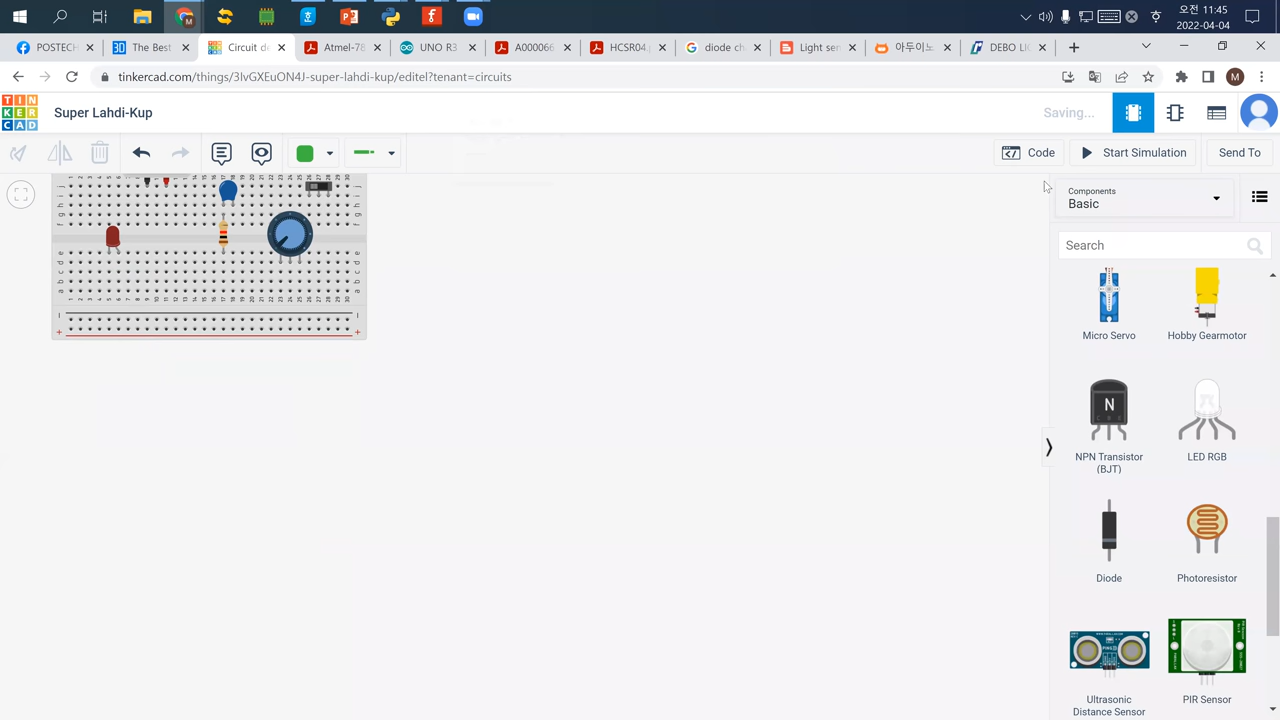 오전 11:45
2022-04-04
POSTECH
The Best
Circuit de
Atmel-78
UNO R3
A000066
HCSR04.
diode ch
Light sen
아두이노
DEBO LI
tinkercad.com/things/3IvGXEuON4J-super-lahdi-kup/editel?tenant=circuits
M
TIN
KER
CAD
Super Lahdi-Kup
Saving...
Code
Start Simulation
Send To
Components
Basic
Search
Micro Servo
Hobby Gearmotor
N
NPN Transistor
(BJT)
LED RGB
Diode
Photoresistor
Ultrasonic
Distance Sensor
PIR Sensor